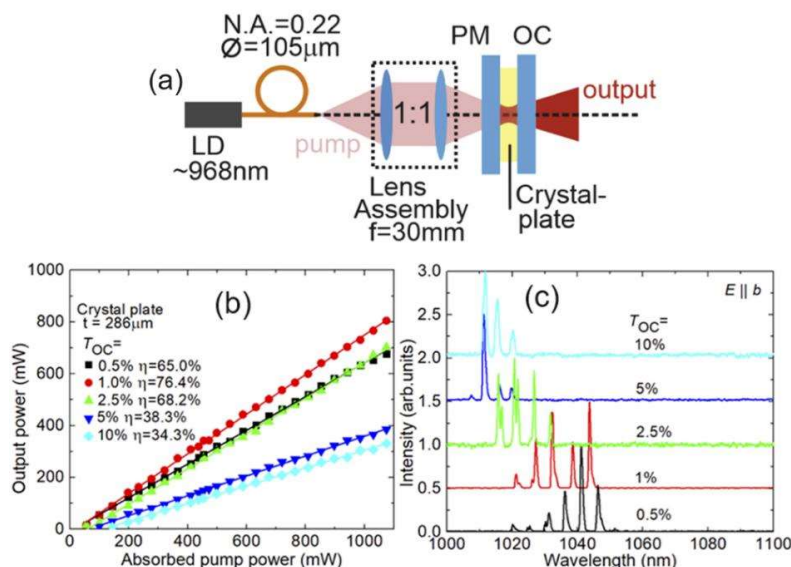 N.A.=0.22
Ø=105μm
(a)
PM OC
1:1
output
pump
LD
~968nm
Lens
Assembly
f=30mm
Crystal-
plate
(b)
Output power (mW)
1000
800
600
400
200
0
Crystal plate
t = 286μm
TOC=
0.5% η=65.0%
1.0% η=76.4%
2.5% η=68.2%
5% η=38.3%
10% η=34.3%
0 200 400 600 800 1000
Absorbed pump power (mW)
(c)
Intensity (arb.units)
3.0
2.5
2.0
1.5
1.0
0.5
0.0
E || b
TOC=
10%
5%
2.5%
1%
0.5%
1000 1020 1040 1060 1080 1100
Wavelength (nm)